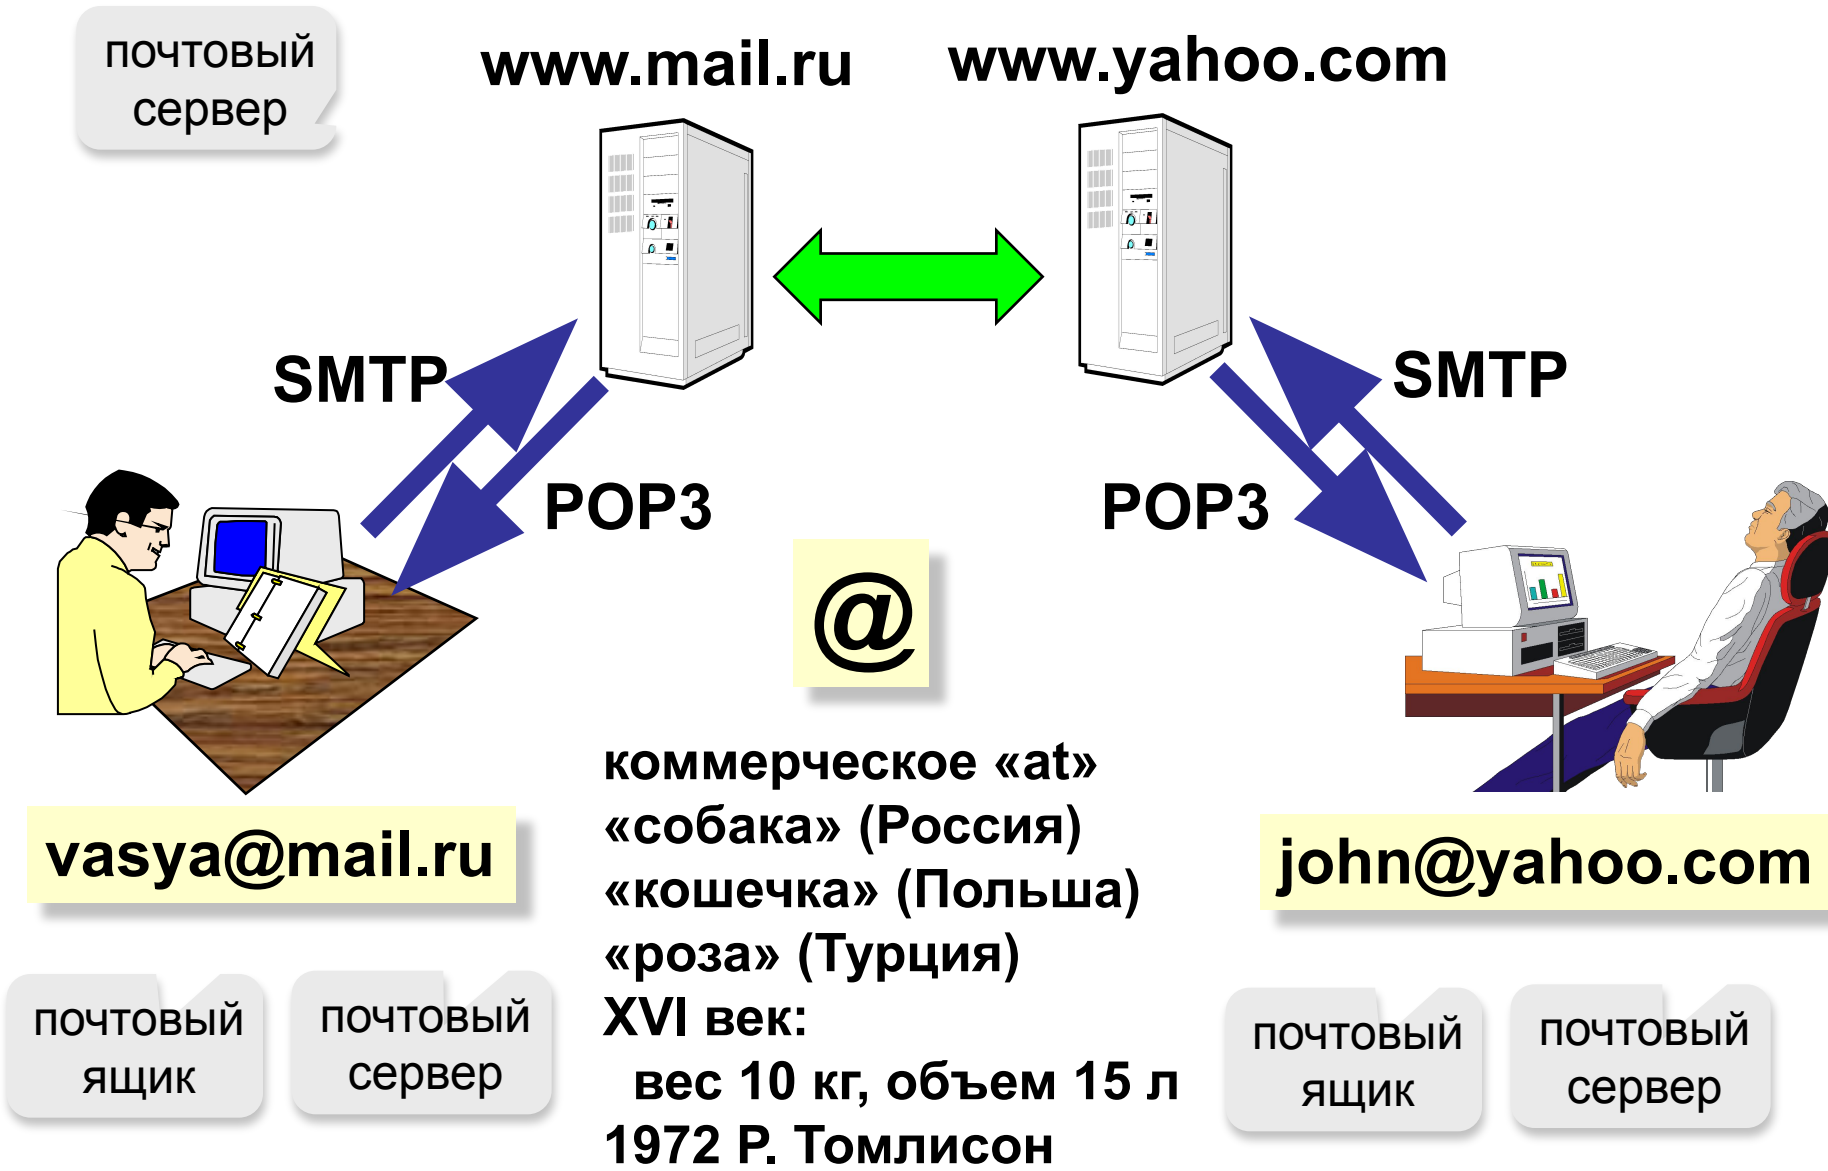 почтовый
сервер
www.mail.ru
www.yahoo.com
SMTP
SMTP
POP3
POP3
@
коммерческое «at»
«собака» (Россия)
«кошечка» (Польша)
«роза» (Турция)
XVI век:
вес 10 кг, объем 15 л
1972 Р. Томлисон
vasya@mail.ru
john@yahoo.com
почтовый
ящик
почтовый
сервер
почтовый
ящик
почтовый
сервер